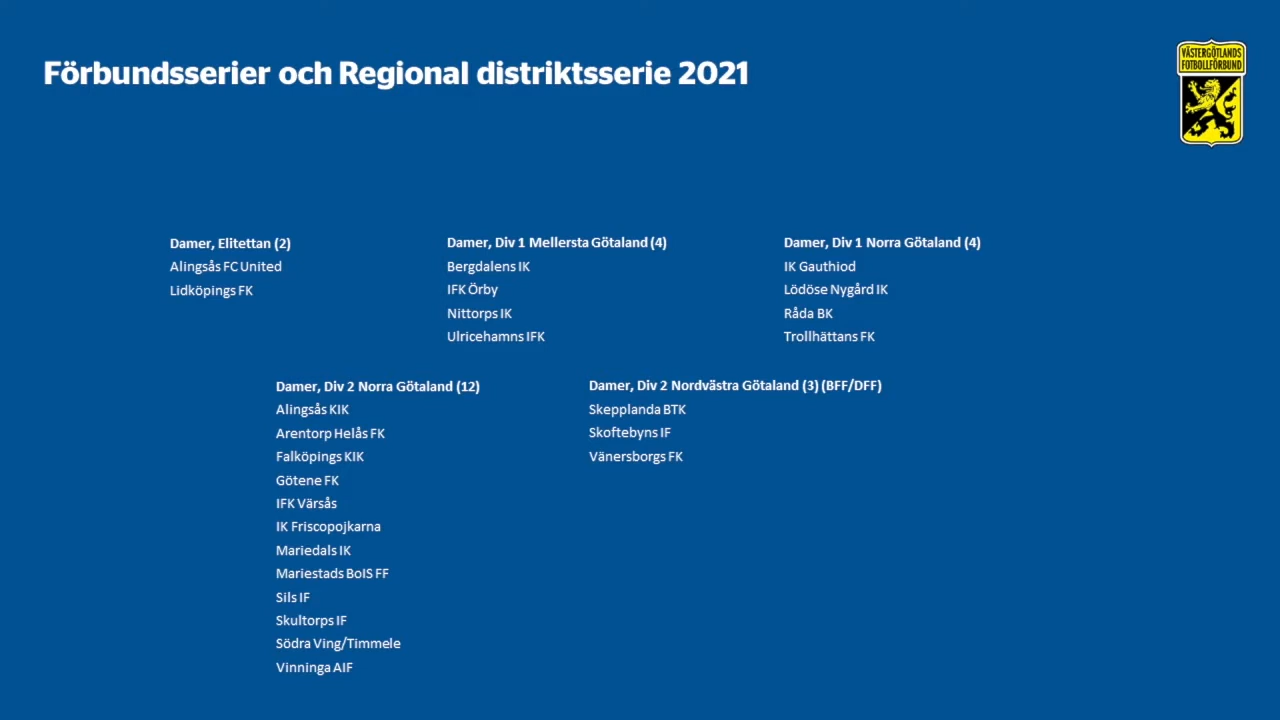 Förbundsserier och Regional distriktsserie 2021
VÄSTERGÖTLANDS
FOTBOLLFÖRBUND
Damer, Elitettan (2)
Alingsås FC United
Lidköpings FK
Damer, Div 1 Mellersta Götaland (4)
Bergdalens IK
IFK Örby
Nittorps IK
Ulricehamns IFK
Damer, Div 1 Norra Götaland (4)
IK Gauthiod
Lödöse Nygård IK
Råda BK
Trollhättans FK
Damer, Div 2 Norra Götaland (12)
Alingsås KIK
Arentorp Helås FK
Falköpings KIK
Götene FK
IFK Värsås
IK Friscopojkarna
Mariedals IK
Mariestads BoIS FF
Sils IF
Skultorps IF
Södra Ving/Timmele
Vinninga AIF
Damer, Div 2 Nordvästra Götaland (3) (BFF/DFF)
Skepplanda BTK
Skoftebyns IF
Vänersborgs FK